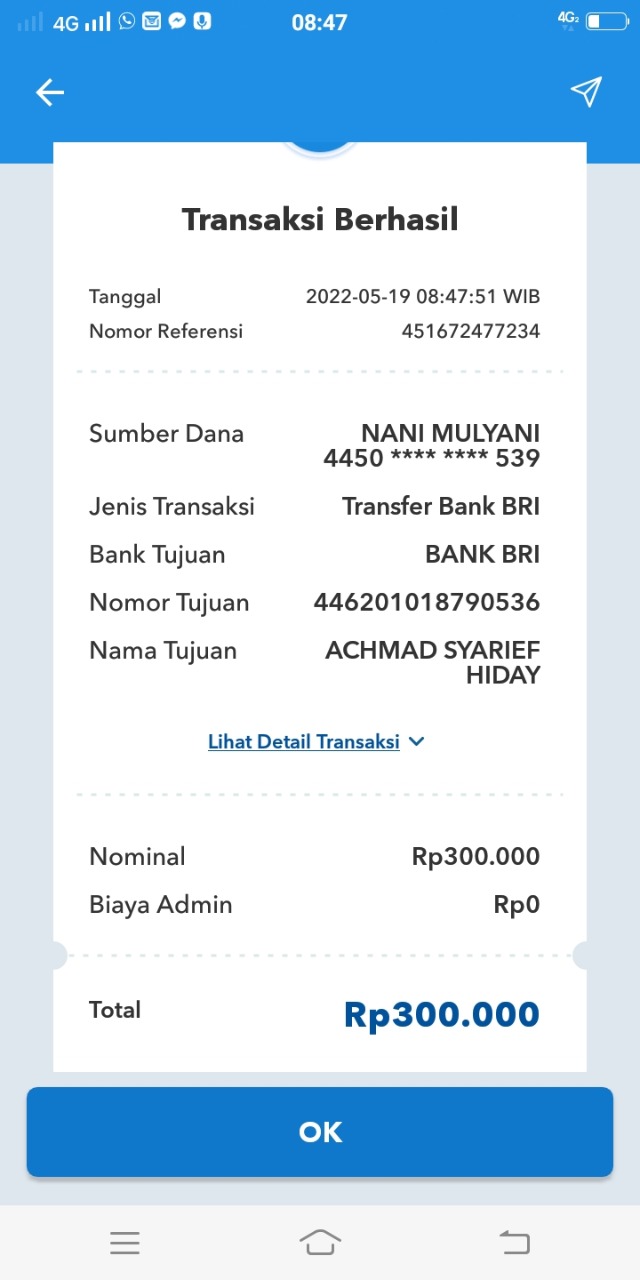 4G 08:47 4G2
Transaksi Berhasil
Tanggal 2022-05-19 08:47:51 WIB
Nomor Referensi 451672477234
Sumber Dana NANI MULYANI
4450 **** **** 539
Jenis Transaksi Transfer Bank BRI
Bank Tujuan BANK BRI
Nomor Tujuan 446201018790536
Nama Tujuan ACHMAD SYARIEF
HIDAY
Lihat Detail Transaksi
Nominal Rp300.000
Biaya Admin Rp0
Total Rp300.000
OK